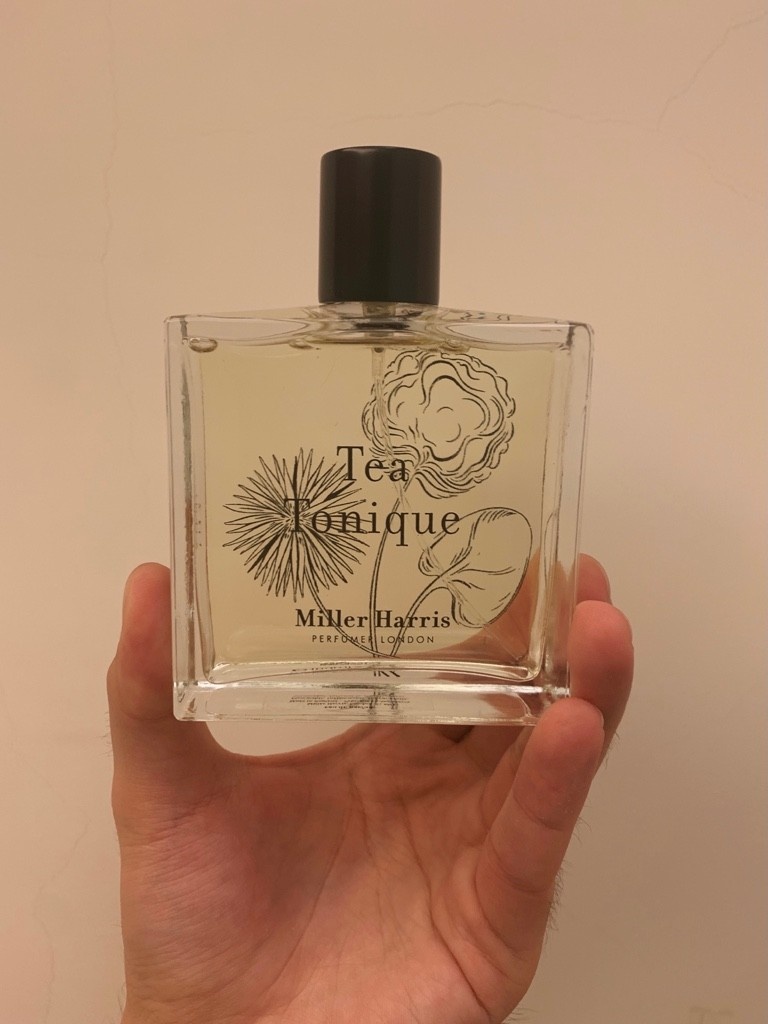 Tea
Tonique
Miller Harris
PERFUMER LONDON